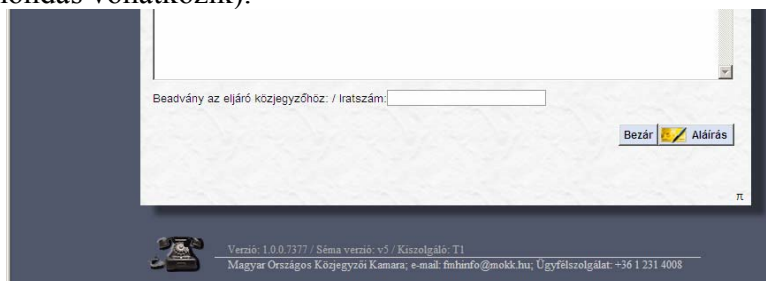 vonatkozik).
Beadvány az eljáró közjegyzőhöz: / Iratszám:
Bezár Aláírás
π
Verzió: 1.0.0.7377 / Séma verzió: v5 / Kiszolgáló: T1
Magyar Országos Közjegyzői Kamara; e-mail: fmhinfo@mokk.hu; Ügyfélszolgálat: +36 1 231 4008